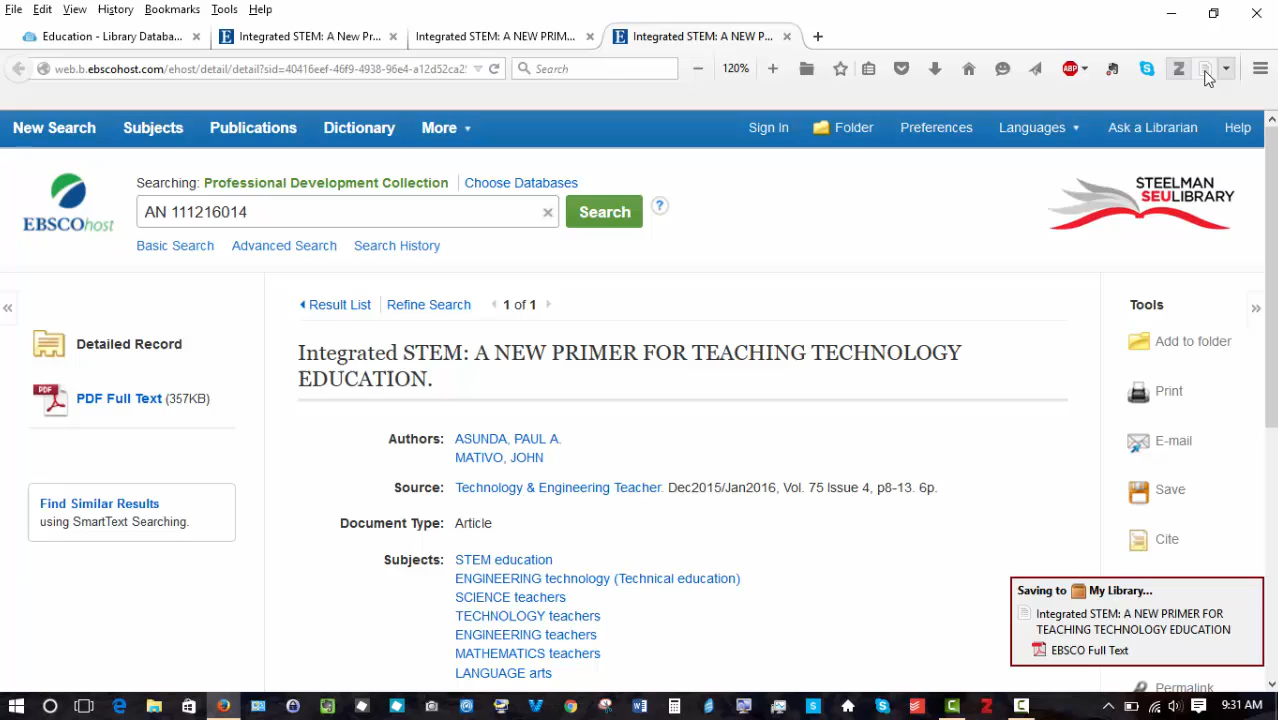 File Edit View History Bookmarks Tools Help
Education - Library Databa... Integrated STEM: A New Pr... Integrated STEM: A NEW PRIM... Integrated STEM: A NEW P...
web.b.ebscohost.com/ehost/detail/detail?sid=40416eef-46f9-4938-96e4-a12d52ca2 Search 120% ABP Z
New Search Subjects Publications Dictionary More Sign In Folder Preferences Languages Ask a Librarian Help
EBSCOhost
Searching: Professional Development Collection Choose Databases
AN 111216014 Search
Basic Search Advanced Search Search History
STEELMAN
SEULIBRARY
Detailed Record
PDF Full Text (357KB)
Find Similar Results
using SmartText Searching.
Result List Refine Search 1 of 1
Integrated STEM: A NEW PRIMER FOR TEACHING TECHNOLOGY
EDUCATION.
Authors: ASUNDA, PAUL A.
MATIVO, JOHN
Source: Technology & Engineering Teacher. Dec2015/Jan2016, Vol. 75 Issue 4, p8-13. 6p.
Document Type: Article
Subjects: STEM education
ENGINEERING technology (Technical education)
SCIENCE teachers
TECHNOLOGY teachers
ENGINEERING teachers
MATHEMATICS teachers
LANGUAGE arts
Tools
Add to folder
Print
E-mail
Save
Cite
Saving to My Library...
Integrated STEM: A NEW PRIMER FOR
TEACHING TECHNOLOGY EDUCATION
EBSCO Full Text
Permalink
9:31 AM